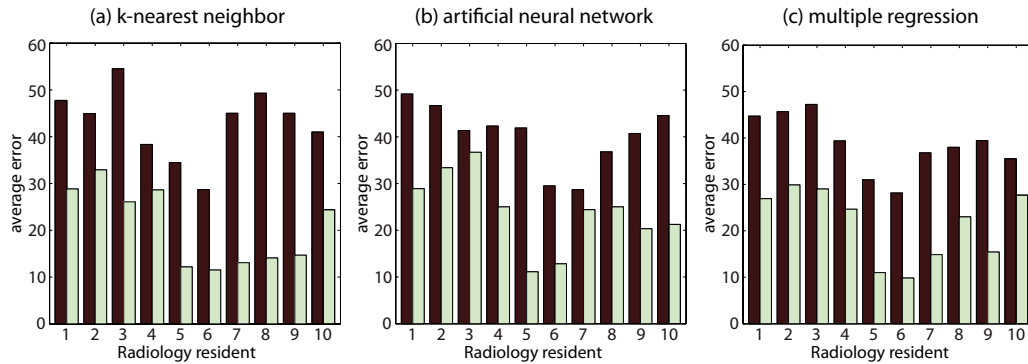 (a) k-nearest neighbor
(b) artificial neural network
(c) multiple regression
60
50
40
30
20
10
0
average error
1 2 3 4 5 6 7 8 9 10
Radiology resident
60
50
40
30
20
10
0
average error
1 2 3 4 5 6 7 8 9 10
Radiology resident
60
50
40
30
20
10
0
average error
1 2 3 4 5 6 7 8 9 10
Radiology resident